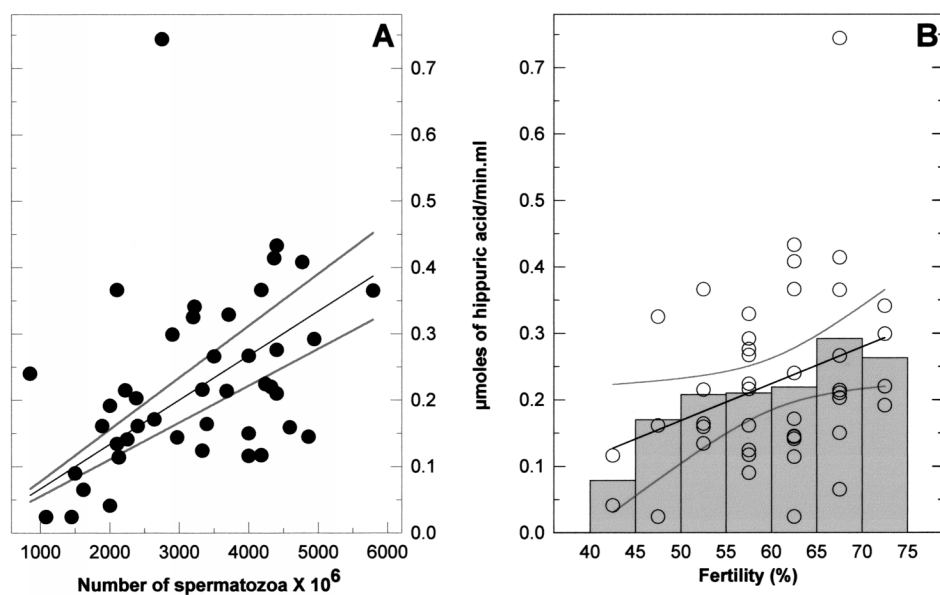 A
0.7
0.6
0.5
0.4
0.3
0.2
0.1
0.0
1000 2000 3000 4000 5000 6000
Number of spermatozoa X 10⁶
µmoles of hippuric acid/min.ml
B
0.7
0.6
0.5
0.4
0.3
0.2
0.1
0.0
40 45 50 55 60 65 70 75
Fertility (%)